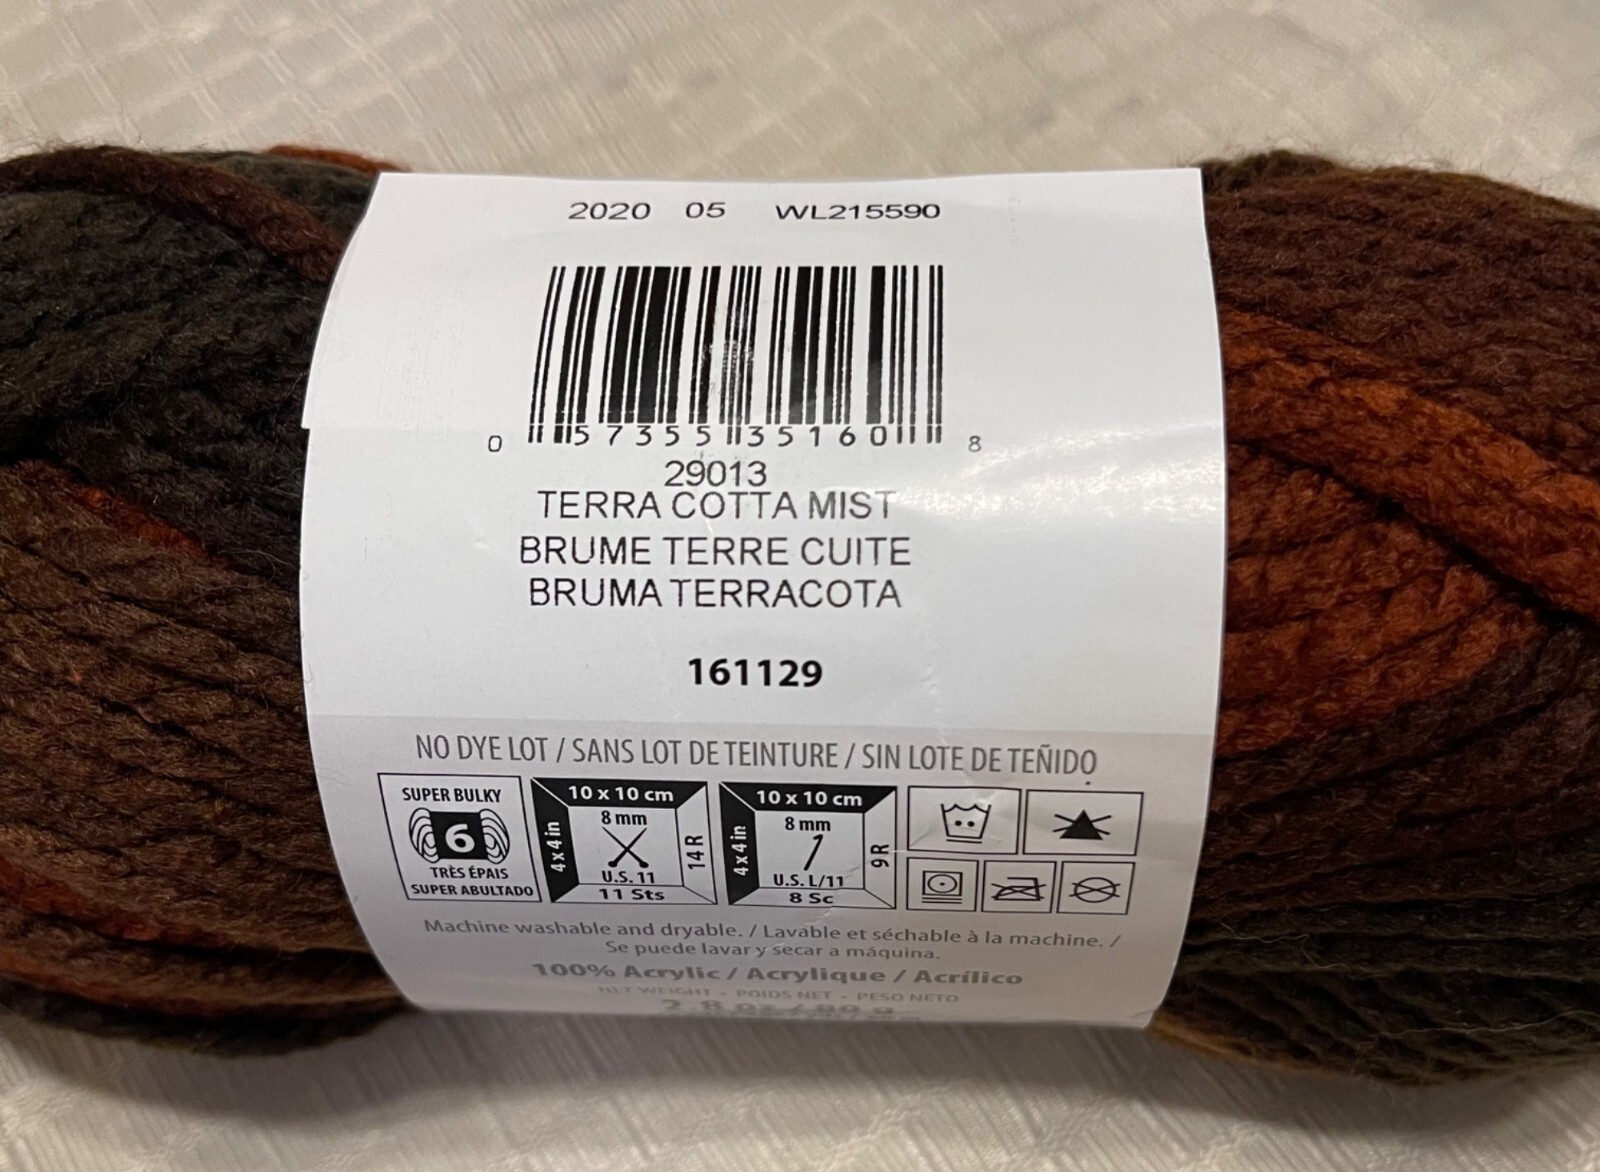 2020 05 WL215590
0 57355 35160 8
29013
TERRA COTTA MIST
BRUME TERRE CUITE
BRUMA TERRACOTA
161129
NO DYE LOT / SANS LOT DE TEINTURE / SIN LOTE DE TEÑIDO
SUPER BULKY
6
TRÈS ÉPAIS
SUPER ABULTADO
10 x 10 cm
4 x 4 in
8 mm
U.S. 11
14 R
11 Sts
10 x 10 cm
4 x 4 in
8 mm
U.S. L/11
9 R
8 Sc
Machine washable and dryable. / Lavable et séchable à la machine. /
Se puede lavar y secar a máquina.
100% Acrylic / Acrylique / Acrílico
NET WEIGHT - POIDS NET - PESO NETO
2.8 oz / 80 g